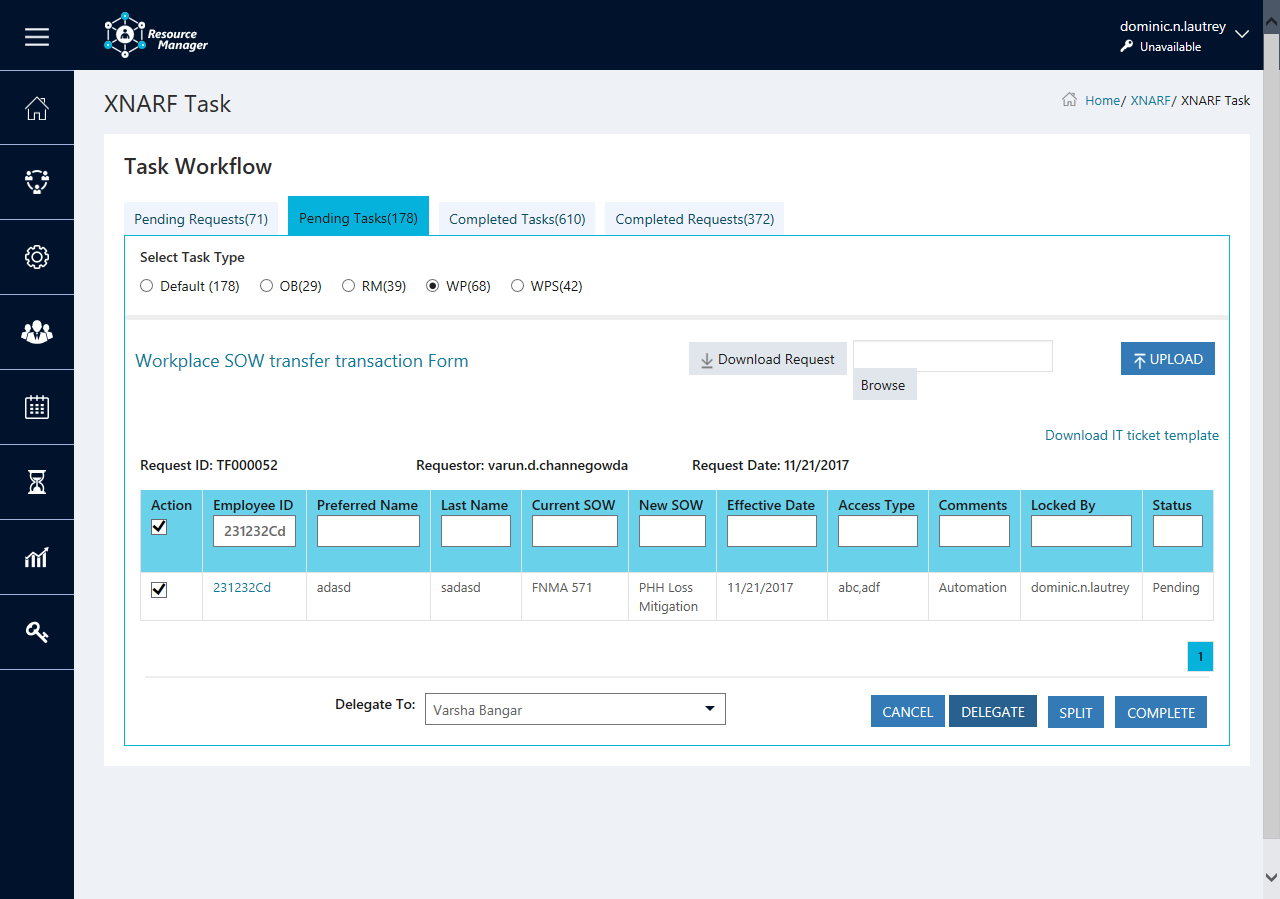 Resource
Manager
dominic.n.lautrey
Unavailable
XNARF Task
Home/ XNARF/ XNARF Task
Task Workflow
Pending Requests(71) Pending Tasks(178) Completed Tasks(610) Completed Requests(372)
Select Task Type
Default (178) OB(29) RM(39) WP(68) WPS(42)
Workplace SOW transfer transaction Form
Download Request
UPLOAD
Browse
Download IT ticket template
Request ID: TF000052 Requestor: varun.d.channegowda Request Date: 11/21/2017
Action Employee ID Preferred Name Last Name Current SOW New SOW Effective Date Access Type Comments Locked By Status
231232Cd
231232Cd adasd sadasd FNMA 571 PHH Loss 11/21/2017 abc,adf Automation dominic.n.lautrey Pending
Mitigation
1
Delegate To: Varsha Bangar CANCEL DELEGATE SPLIT COMPLETE